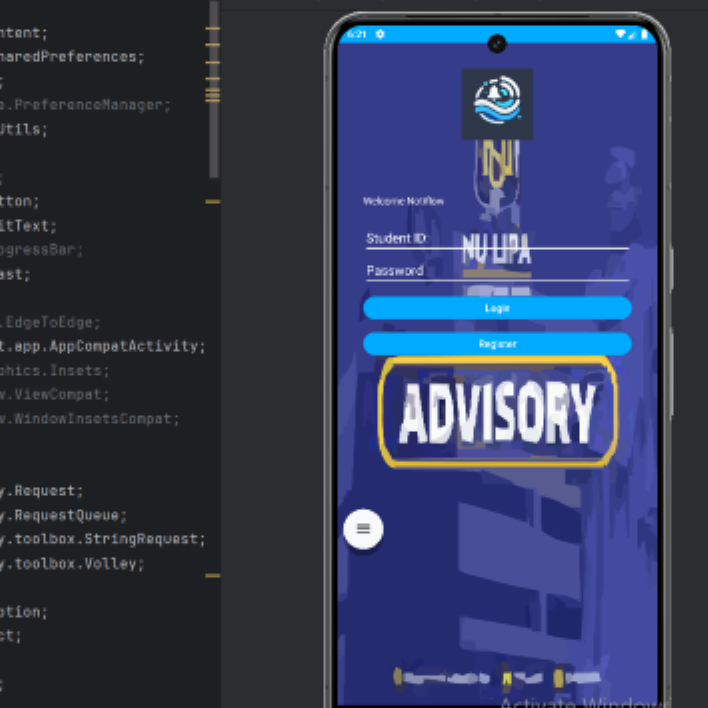 ntent;
haredPreferences;
;
e.PreferenceManager;
Utils;
;
tton;
itText;
ogressBar;
ast;
.EdgeToEdge;
t.app.AppCompatActivity;
phics.Insets;
w.ViewCompat;
w.WindowInsetsCompat;
y.Request;
y.RequestQueue;
y.toolbox.StringRequest;
y.toolbox.Volley;
ption;
ct;
;
6:21
NU
Welcome Notiflow
Student ID:
NU LIPA
Password
Login
Register
ADVISORY
Activate Windows